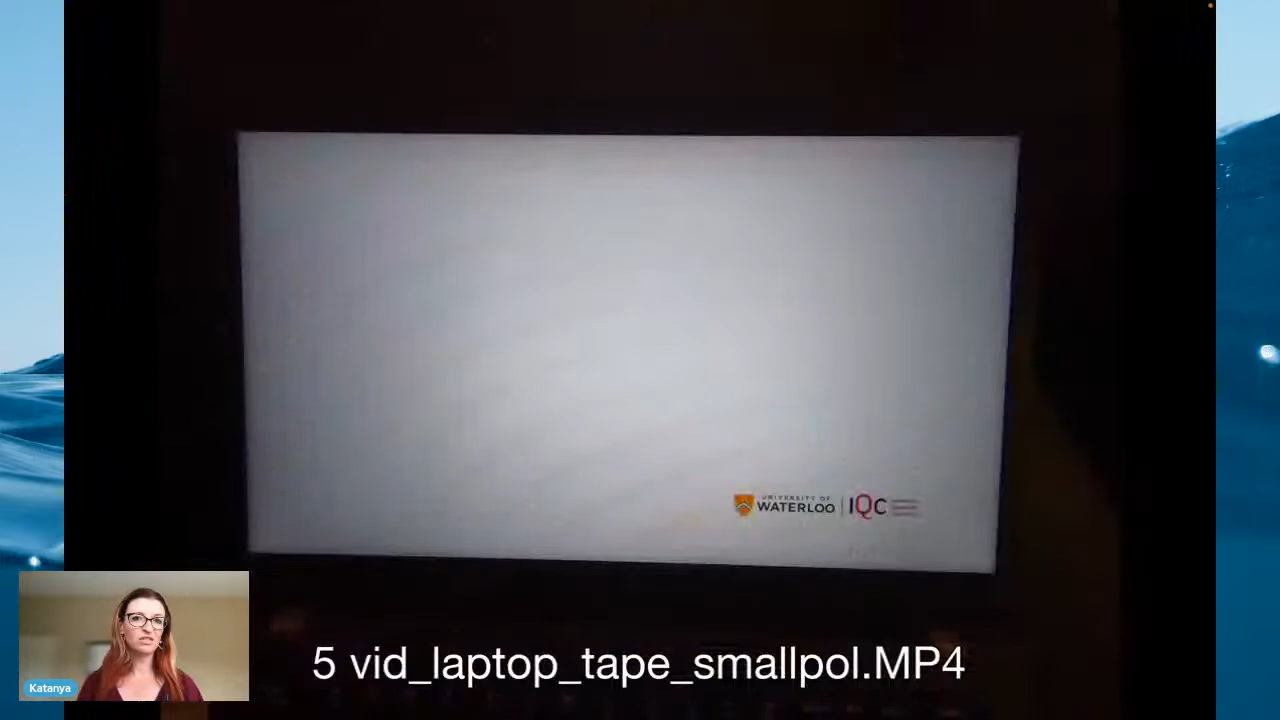 UNIVERSITY OF
WATERLOO
IQC
5 vid_laptop_tape_smallpol.MP4
Katanya